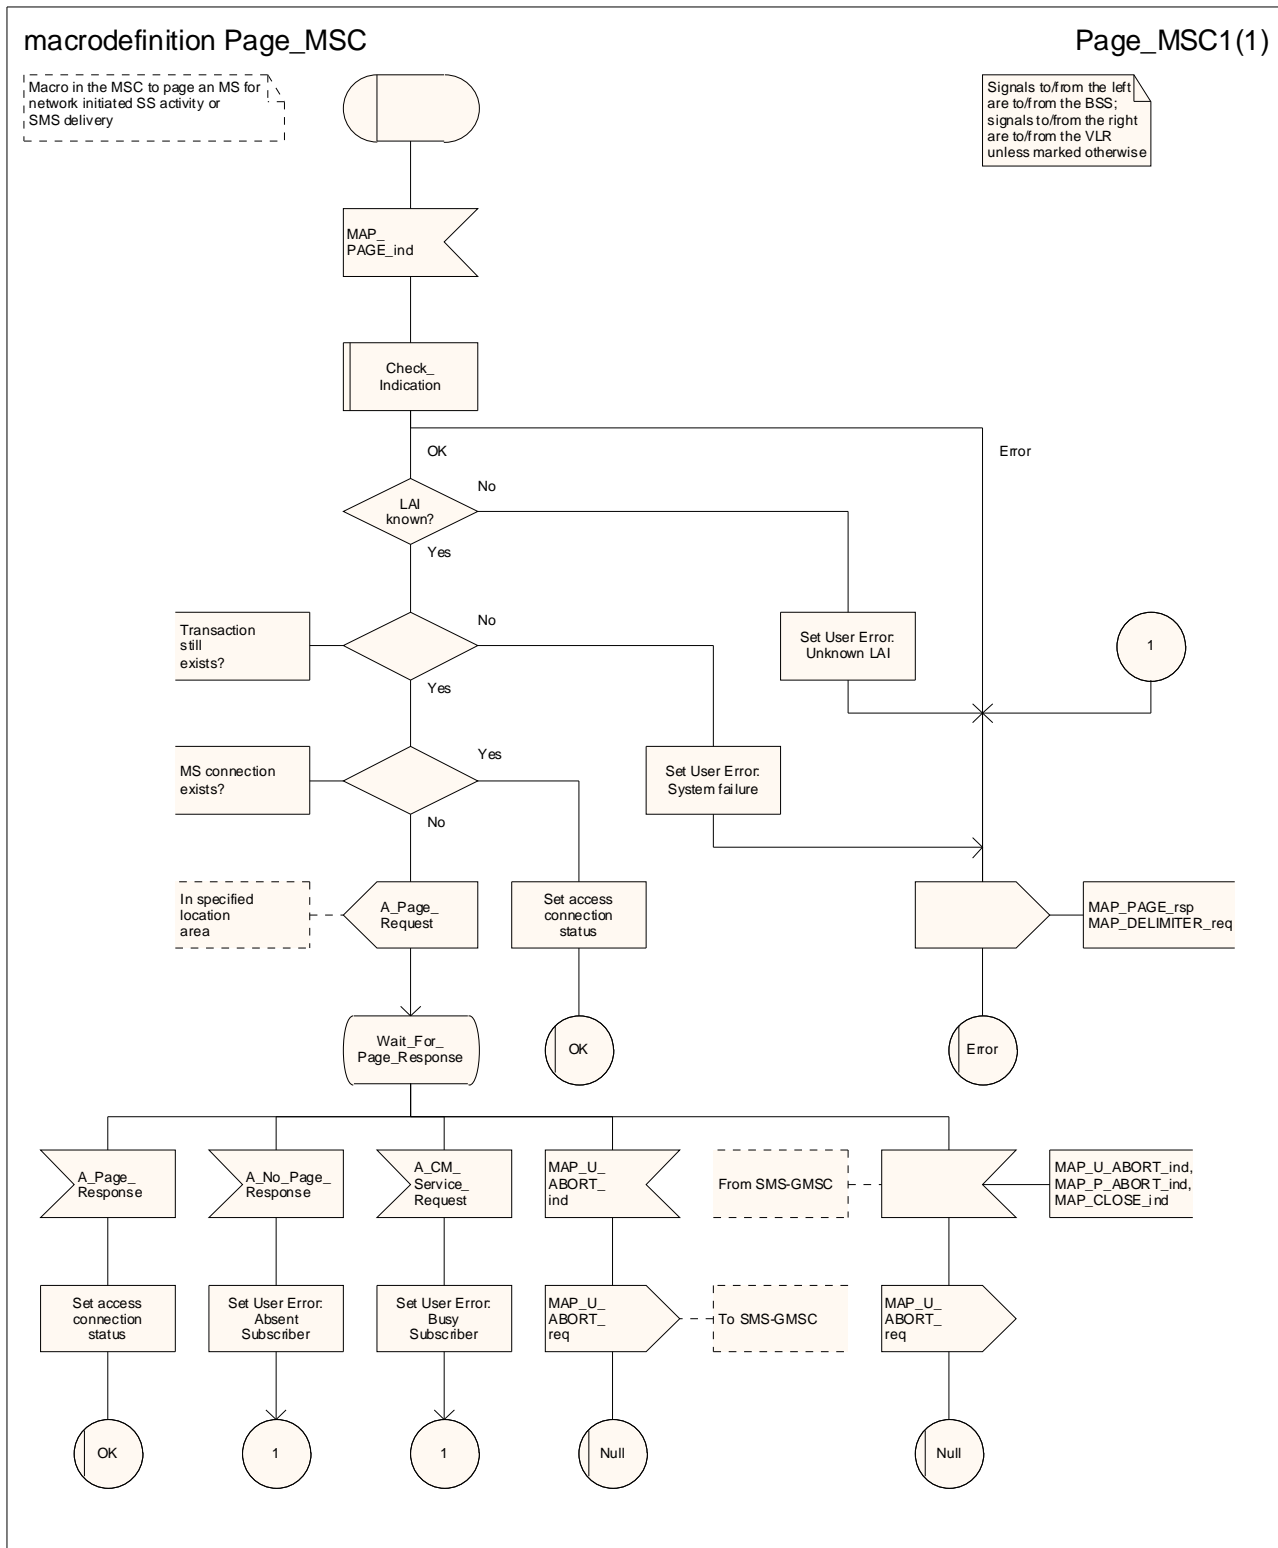 macrodefinition Page_MSC
Page_MSC1(1)
Macro in the MSC to page an MS for
network initiated SS activity or
SMS delivery
Signals to/from the left
are to/from the BSS;
signals to/from the right
are to/from the VLR
unless marked otherwise
MAP_
PAGE_ind
Check_
Indication
OK
Error
LAI
known?
No
Yes
Transaction
still
exists?
No
Yes
Set User Error:
Unknown LAI
1
MS connection
exists?
Yes
No
Set User Error:
System failure
In specified
location
area
A_Page_
Request
Set access
connection
status
MAP_PAGE_rsp
MAP_DELIMITER_req
Wait_For_
Page_Response
OK
Error
A_Page_
Response
A_No_Page_
Response
A_CM_
Service_
Request
MAP_U_
ABORT_
ind
From SMS-GMSC
MAP_U_ABORT_ind,
MAP_P_ABORT_ind,
MAP_CLOSE_ind
Set access
connection
status
Set User Error:
Absent
Subscriber
Set User Error:
Busy
Subscriber
MAP_U_
ABORT_
req
To SMS-GMSC
MAP_U_
ABORT_
req
OK
1
1
Null
Null